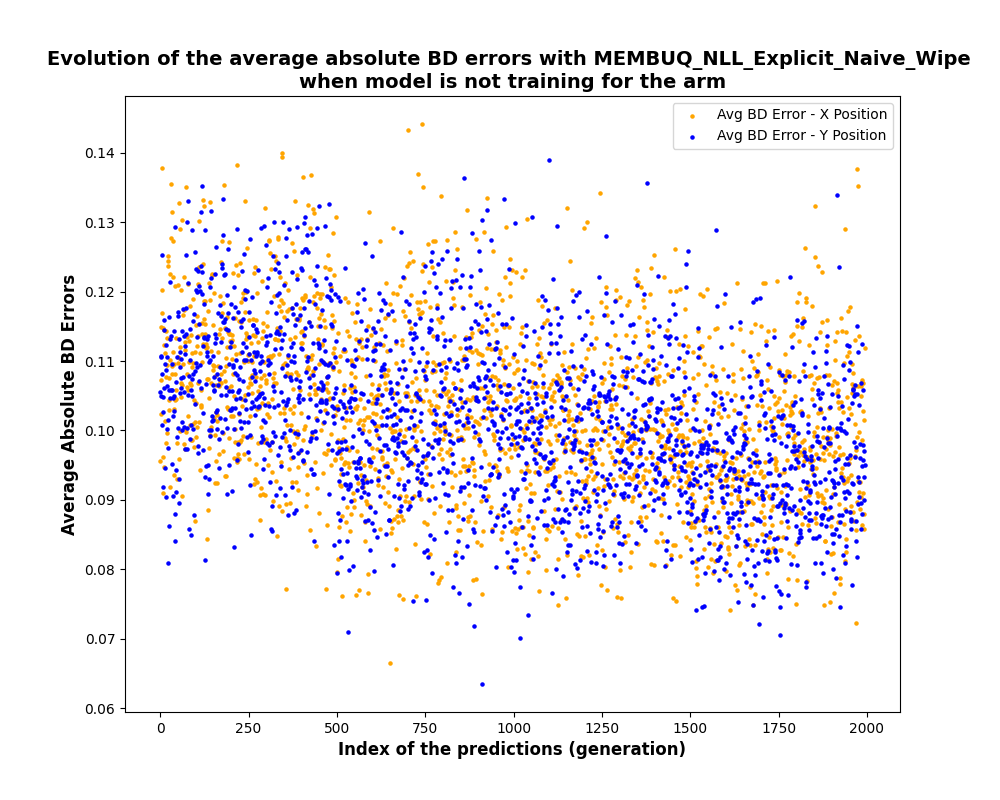 Evolution of the average absolute BD errors with MEMBUQ_NLL_Explicit_Naive_Wipe
when model is not training for the arm
Avg BD Error - X Position
Avg BD Error - Y Position
Average Absolute BD Errors
0.14
0.13
0.12
0.11
0.10
0.09
0.08
0.07
0.06
0 250 500 750 1000 1250 1500 1750 2000
Index of the predictions (generation)